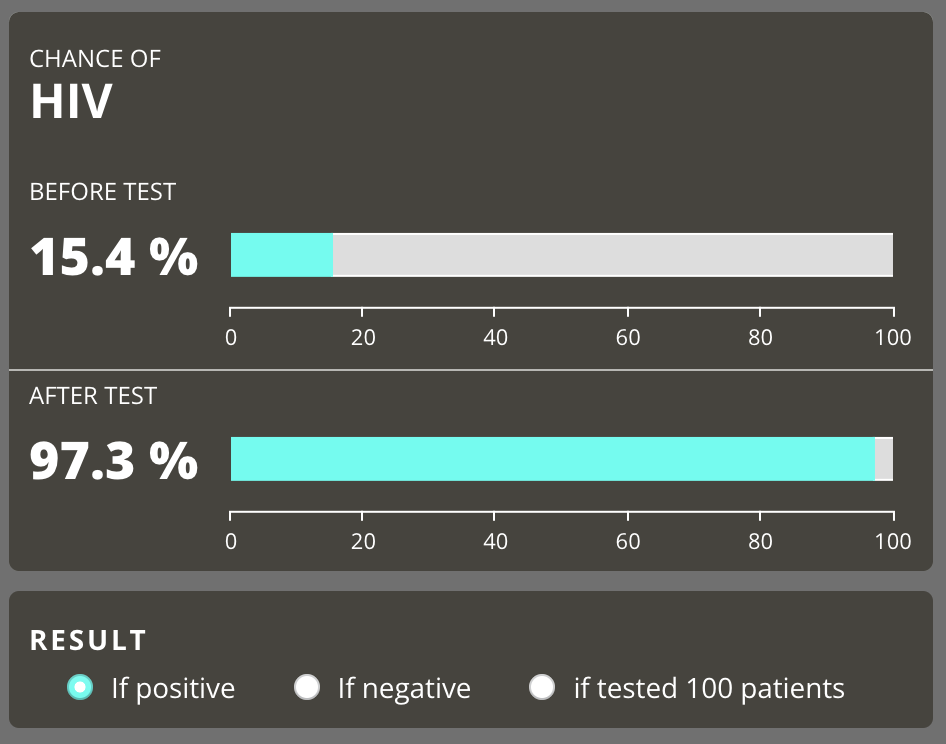 CHANCE OF
HIV
BEFORE TEST
15.4 %
0 20 40 60 80 100
AFTER TEST
97.3 %
0 20 40 60 80 100
RESULT
If positive If negative if tested 100 patients